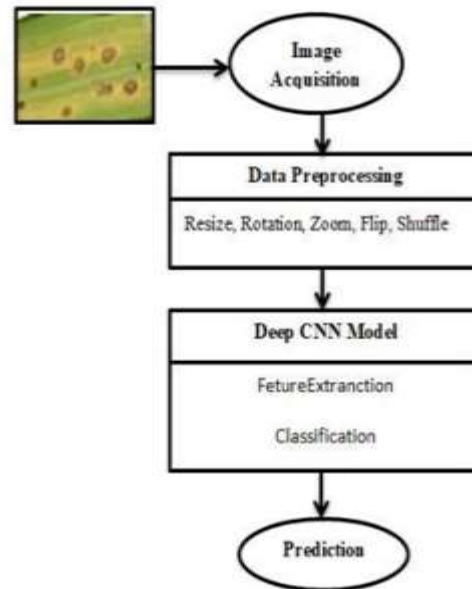 Image
Acquisition
Data Preprocessing
Resize, Rotation, Zoom, Flip, Shuffle
Deep CNN Model
FetureExtranction
Classification
Prediction